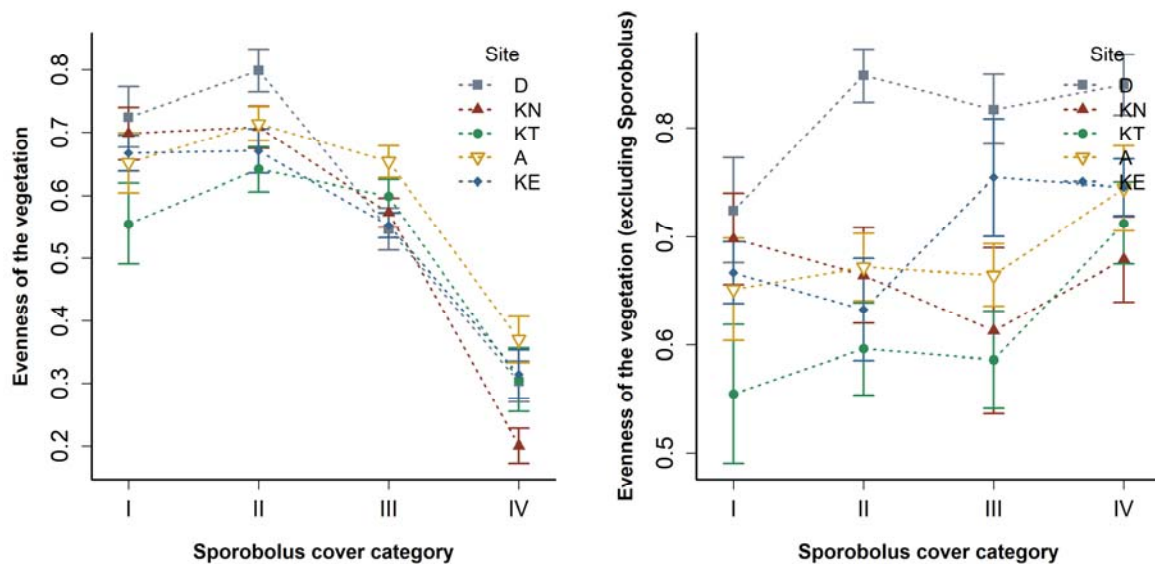 Evenness of the vegetation
0.8
0.7
0.6
0.5
0.4
0.3
0.2
I II III IV
Sporobolus cover category
Site
D
KN
KT
A
KE
Evenness of the vegetation (excluding Sporobolus)
0.8
0.7
0.6
0.5
I II III IV
Sporobolus cover category
Site
D
KN
KT
A
KE